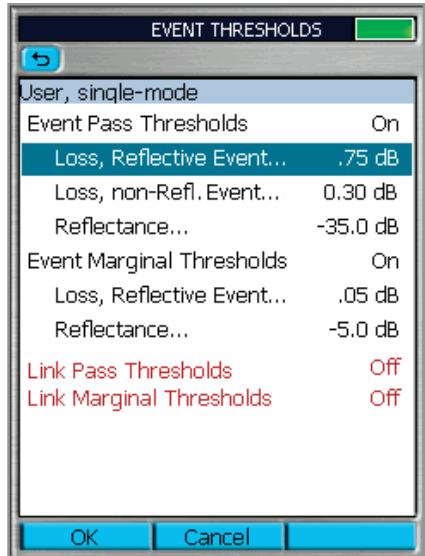 EVENT THRESHOLDS
User, single-mode
Event Pass Thresholds On
Loss, Reflective Event... .75 dB
Loss, non-Refl. Event... 0.30 dB
Reflectance... -35.0 dB
Event Marginal Thresholds On
Loss, Reflective Event... .05 dB
Reflectance... -5.0 dB
Link Pass Thresholds Off
Link Marginal Thresholds Off
OK Cancel